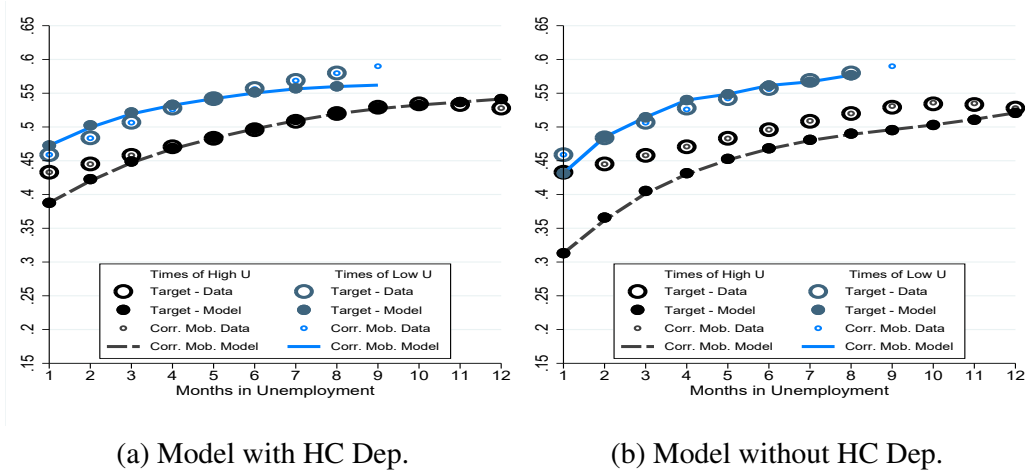 .65
.6
.55
.5
.45
.4
.35
.3
.25
.2
.15
Times of High U Times of Low U
Target - Data Target - Data
Target - Model Target - Model
Corr. Mob. Data Corr. Mob. Data
Corr. Mob. Model Corr. Mob. Model
1 2 3 4 5 6 7 8 9 10 11 12
Months in Unemployment
(a) Model with HC Dep.
.65
.6
.55
.5
.45
.4
.35
.3
.25
.2
.15
Times of High U Times of Low U
Target - Data Target - Data
Target - Model Target - Model
Corr. Mob. Data Corr. Mob. Data
Corr. Mob. Model Corr. Mob. Model
1 2 3 4 5 6 7 8 9 10 11 12
Months in Unemployment
(b) Model without HC Dep.